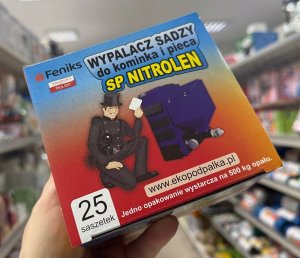 Feniks
WYPALACZ SADZY
do kominka i pieca
SP NITROLEN
www.ekopodpalka.pl
25
saszetek
Jedno opakowanie wystarcza na 500 kg opału.